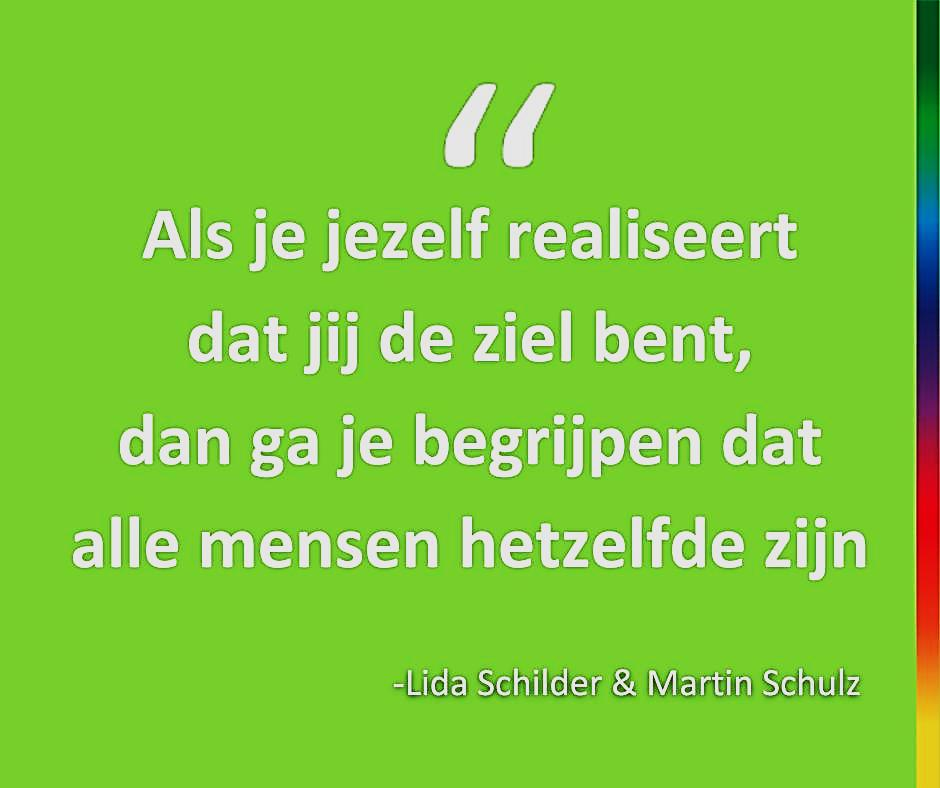 “
Als je jezelf realiseert
dat jij de ziel bent,
dan ga je begrijpen dat
alle mensen hetzelfde zijn
-Lida Schilder & Martin Schulz